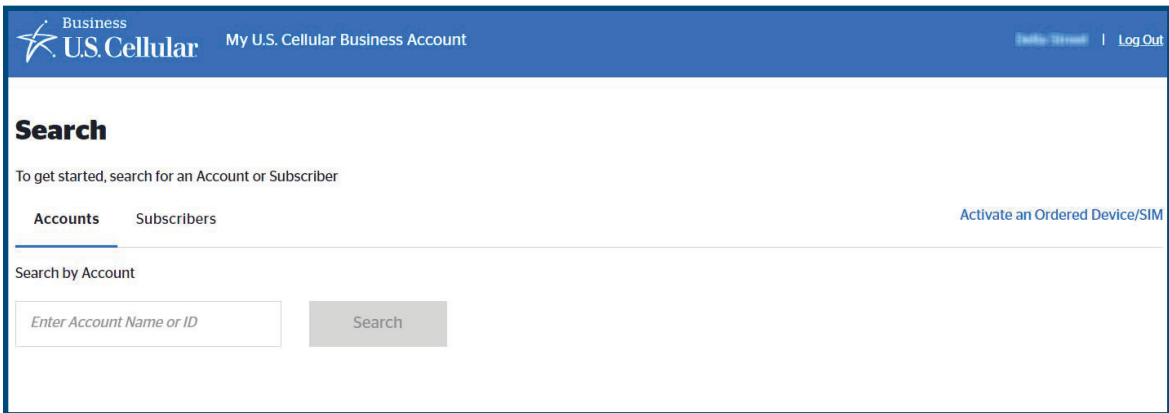 Business
U.S. Cellular
My U.S. Cellular Business Account
| Log Out
Search
To get started, search for an Account or Subscriber
Accounts Subscribers Activate an Ordered Device/SIM
Search by Account
Enter Account Name or ID Search